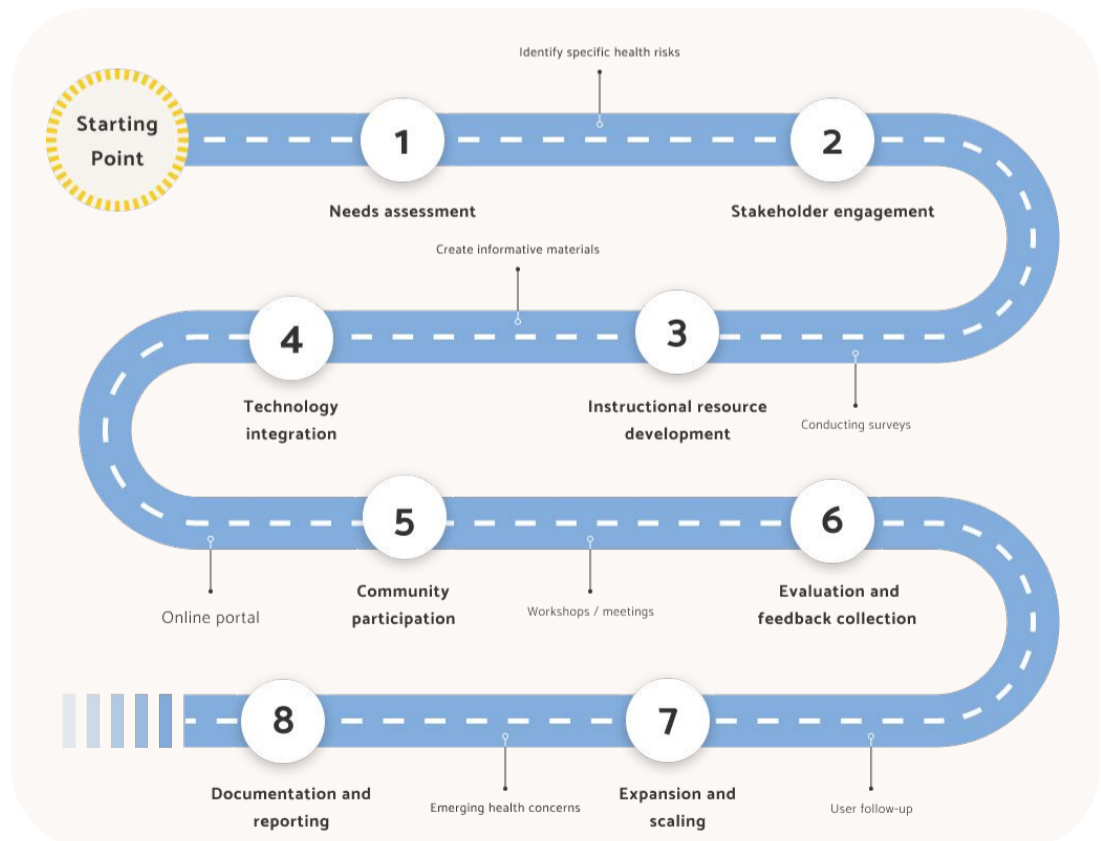 Starting
Point
Identify specific health risks
1
2
Needs assessment
Stakeholder engagement
Create informative materials
4
3
Technology
integration
Instructional resource
development
Conducting surveys
5
6
Online portal
Community
participation
Workshops / meetings
Evaluation and
feedback collection
8
7
Documentation and
reporting
Emerging health concerns
Expansion and
scaling
User follow-up